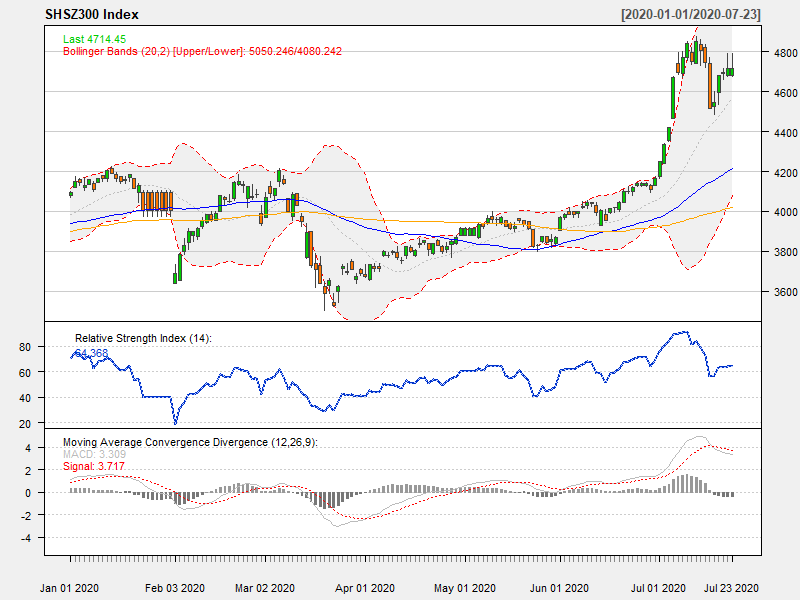 SHSZ300 Index [2020-01-01/2020-07-23]
Last 4714.45
Bollinger Bands (20,2) [Upper/Lower]: 5050.246/4080.242
4800
4600
4400
4200
4000
3800
3600
Relative Strength Index (14):
64.368
80
60
40
20
Moving Average Convergence Divergence (12,26,9):
MACD: 3.309
Signal: 3.717
4
2
0
-2
-4
Jan 01 2020 Feb 03 2020 Mar 02 2020 Apr 01 2020 May 01 2020 Jun 01 2020 Jul 01 2020 Jul 23 2020